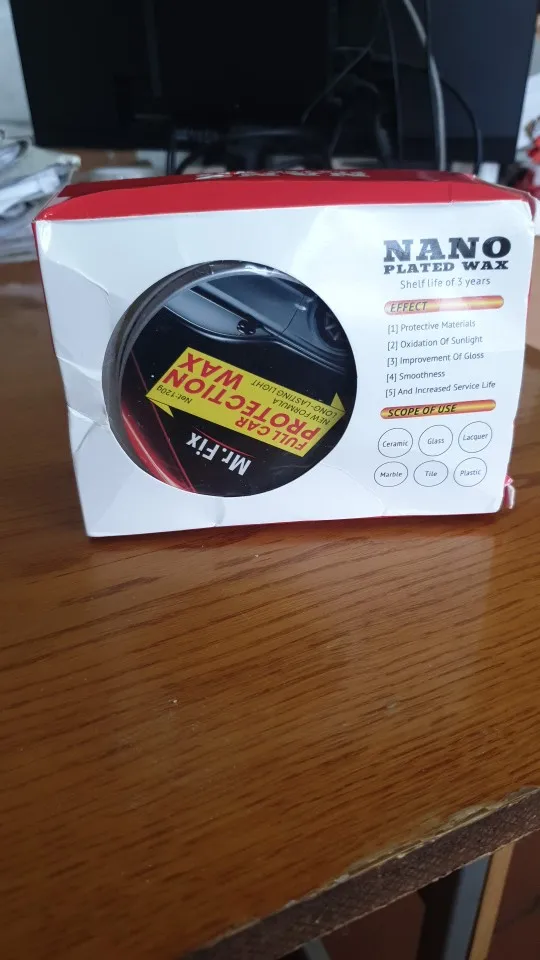 NANO
PLATED WAX
Shelf life of 3 years
EFFECT
[1] Protective Materials
[2] Oxidation Of Sunlight
[3] Improvement Of Gloss
[4] Smoothness
[5] And Increased Service Life
SCOPE OF USE
Ceramic
Glass
Lacquer
Marble
Tile
Plastic
Mr.Fix
FULL CAR
PROTECTION
WAX
NEW FORMULA
LONG-LASTING LIGHT
Net:120g